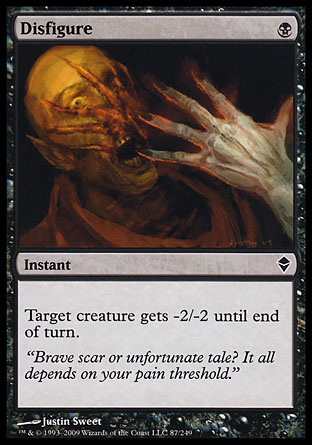 Disfigure
Instant
Target creature gets -2/-2 until end
of turn.
“Brave scar or unfortunate tale? It all
depends on your pain threshold.”
Justin Sweet
™ & © 1993–2009 Wizards of the Coast LLC 87/249